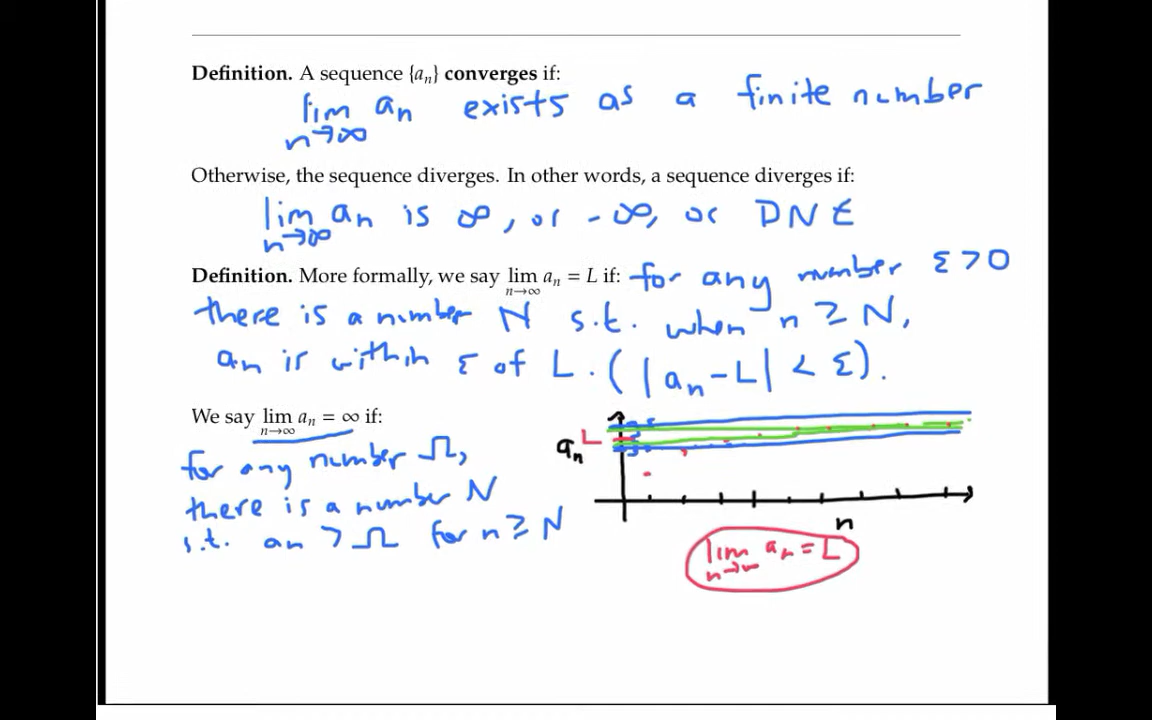 Definition. A sequence {aₙ} converges if:
lim aₙ exists as a finite number
n→∞
Otherwise, the sequence diverges. In other words, a sequence diverges if:
lim aₙ is ∞, or -∞, or DNE
n→∞
Definition. More formally, we say lim aₙ = L if: for any number ε > 0
n→∞
there is a number N s.t. when n ≥ N,
aₙ is within ε of L. (|aₙ - L| < ε).
We say lim aₙ = ∞ if:
n→∞
for any number Ω,
there is a number N
s.t. an > Ω for n ≥ N
aₙ L
n
lim aₙ = L
n→∞